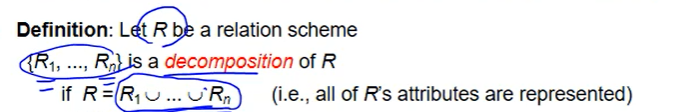 Definition: Let R be a relation scheme
{R1, ..., Rn} is a decomposition of R
if R = R1 ∪ ... ∪ Rn (i.e., all of R's attributes are represented)